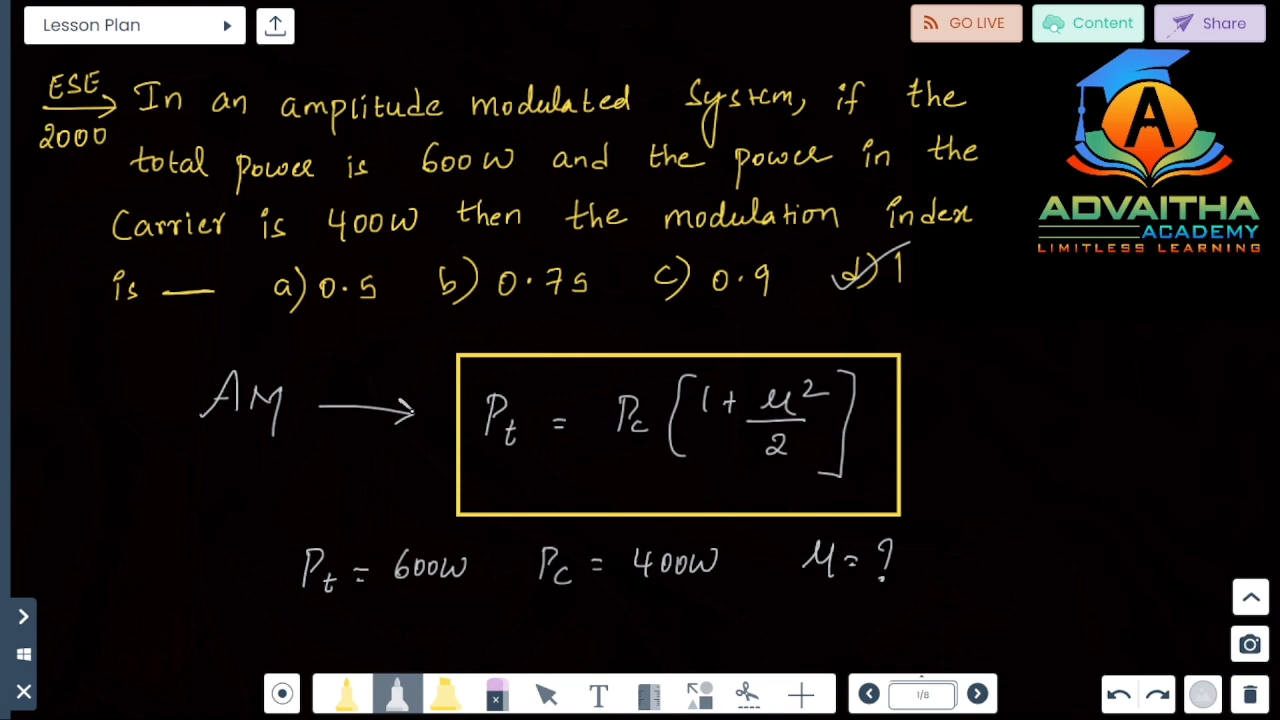 Lesson Plan
GO LIVE
Content
Share
ESE
2000
In an amplitude modulated system, if the
total power is 600W and the power in the
Carrier is 400W then the modulation index
is — a) 0.5 b) 0.75 c) 0.9 d) 1
A
ADVAITHA
ACADEMY
LIMITLESS LEARNING
AM → Pt = Pc [1 + μ²/2]
Pt = 600W Pc = 400W μ = ?
T
1/8